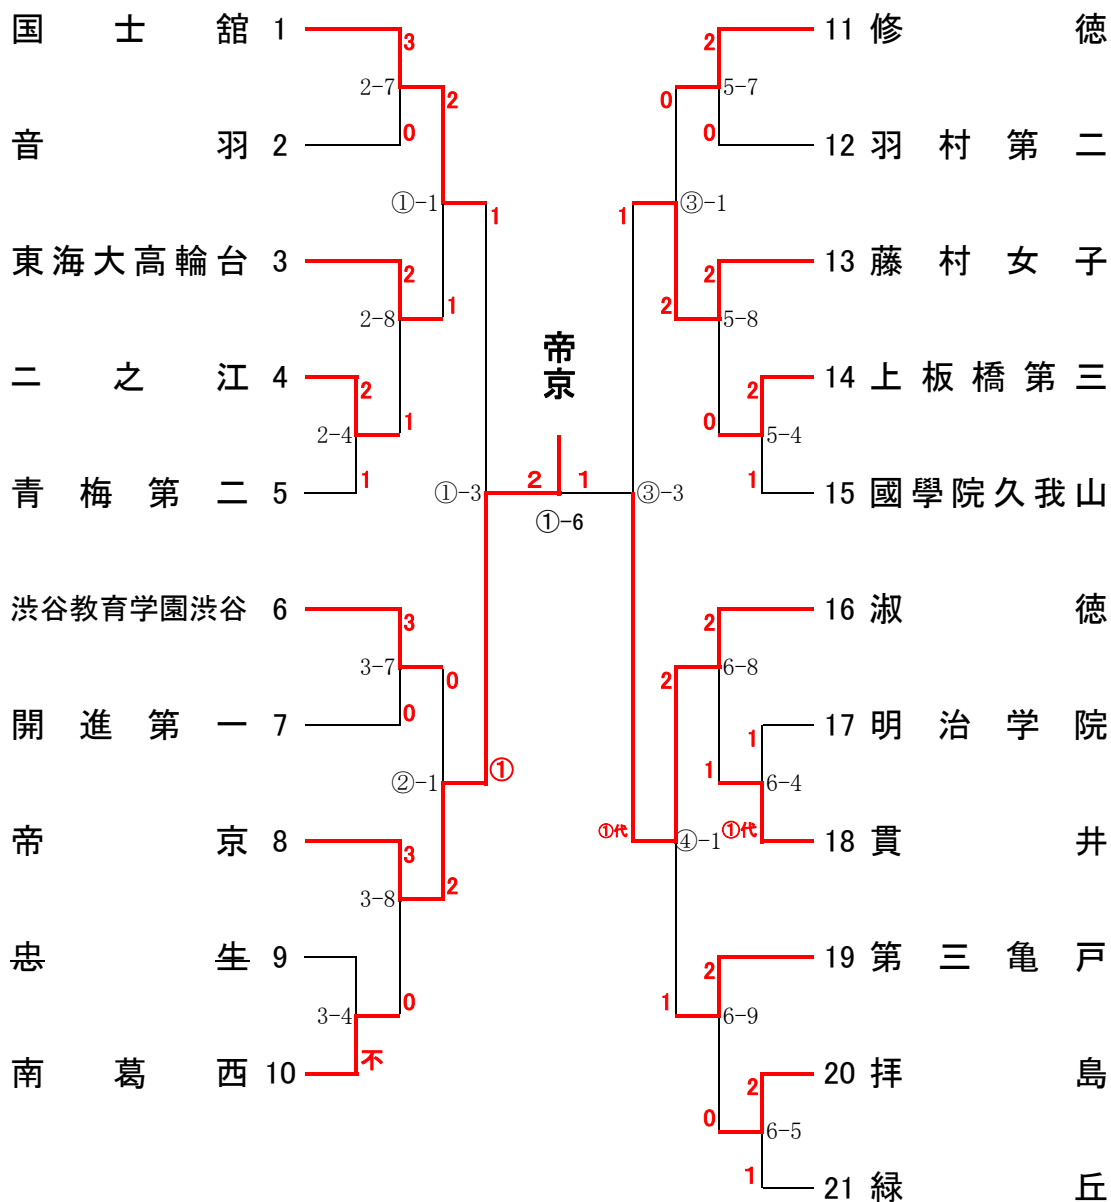 国士舘 1
3
2-7
2
0
音羽 2
①-1
1
東海大高輪台 3
2
2-8
1
二之江 4
2
1
2-4
1
青梅第二 5
①-3
渋谷教育学園渋谷 6
3
3-7
0
0
開進第一 7
②-1
①
帝京 8
3
3-8
2
忠生 9
0
3-4
不
南葛西 10
帝京
2 1
①-6
11 修徳
2
5-7
0
0
12 羽村第二
③-1
1
13 藤村女子
2
5-8
2
14 上板橋第三
2
0
5-4
1
15 國學院久我山
③-3
16 淑徳
2
6-8
2
17 明治学院
1
1
6-4
①代
18 貫井
④-1
①代
19 第三亀戸
2
6-9
1
20 拝島
2
0
6-5
1
21 緑丘